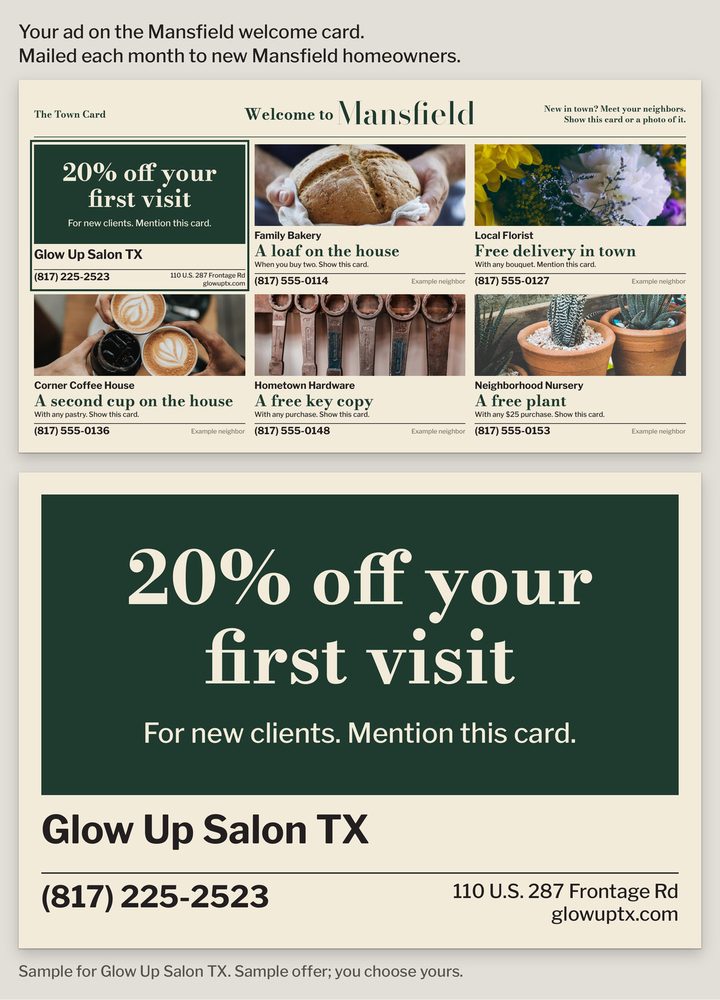 Your ad on the Mansfield welcome card.
Mailed each month to new Mansfield homeowners.
The Town Card
Welcome to Mansfield
New in town? Meet your neighbors.
Show this card or a photo of it.
20% off your
first visit
For new clients. Mention this card.
Glow Up Salon TX
(817) 225-2523
110 U.S. 287 Frontage Rd
glowuptx.com
Family Bakery
A loaf on the house
When you buy two. Show this card.
(817) 555-0114
Example neighbor
Local Florist
Free delivery in town
With any bouquet. Mention this card.
(817) 555-0127
Example neighbor
Corner Coffee House
A second cup on the house
With any pastry. Show this card.
(817) 555-0136
Example neighbor
Hometown Hardware
A free key copy
With any purchase. Show this card.
(817) 555-0148
Example neighbor
Neighborhood Nursery
A free plant
With any $25 purchase. Show this card.
(817) 555-0153
Example neighbor
20% off your
first visit
For new clients. Mention this card.
Glow Up Salon TX
(817) 225-2523
110 U.S. 287 Frontage Rd
glowuptx.com
Sample for Glow Up Salon TX. Sample offer; you choose yours.